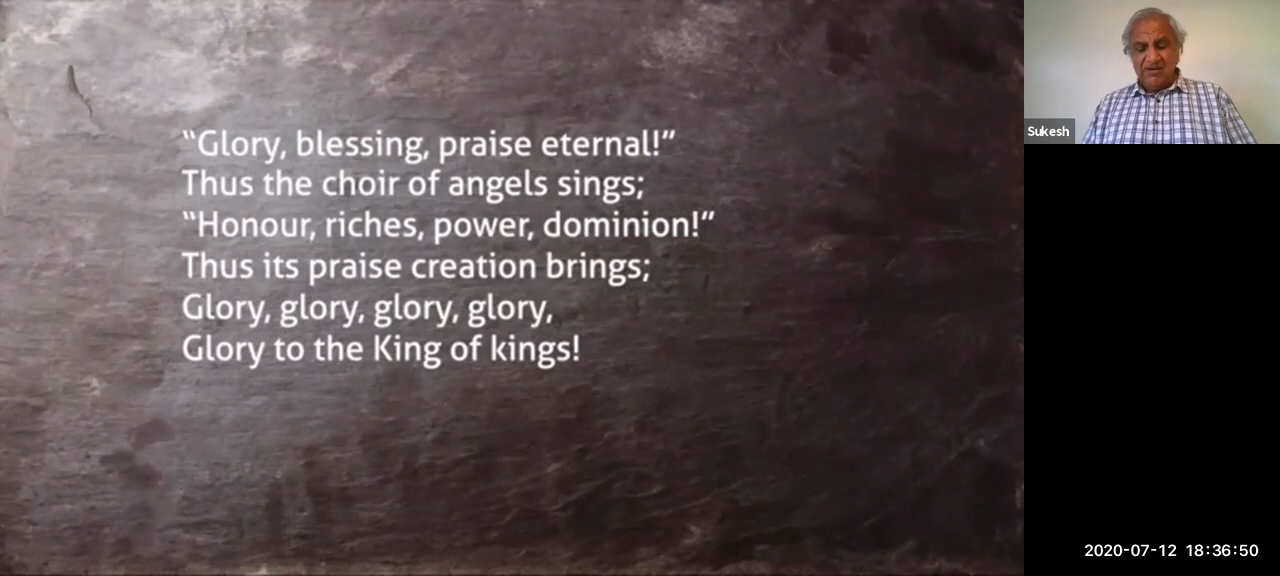 “Glory, blessing, praise eternal!”
Thus the choir of angels sings;
“Honour, riches, power, dominion!”
Thus its praise creation brings;
Glory, glory, glory, glory,
Glory to the King of kings!
Sukesh
2020-07-12 18:36:50